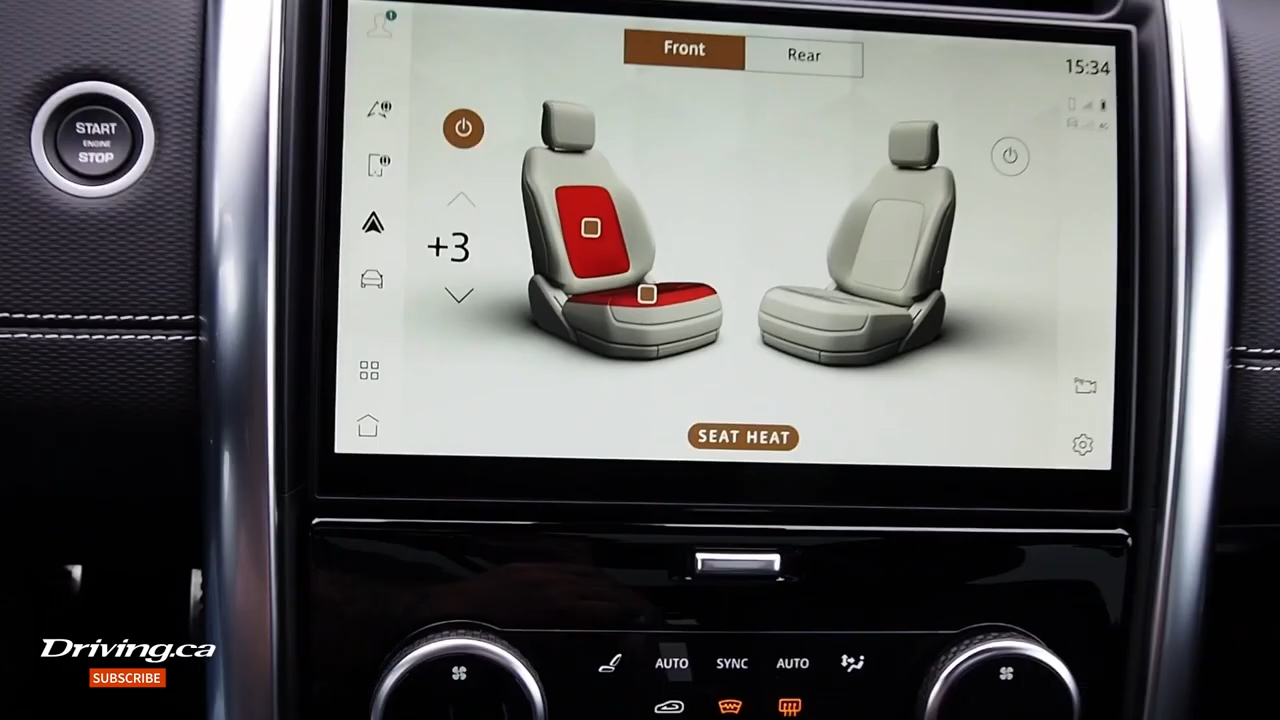 Front
Rear
15:34
START
ENGINE
STOP
+3
SEAT HEAT
AUTO
SYNC
AUTO
Driving.ca
SUBSCRIBE